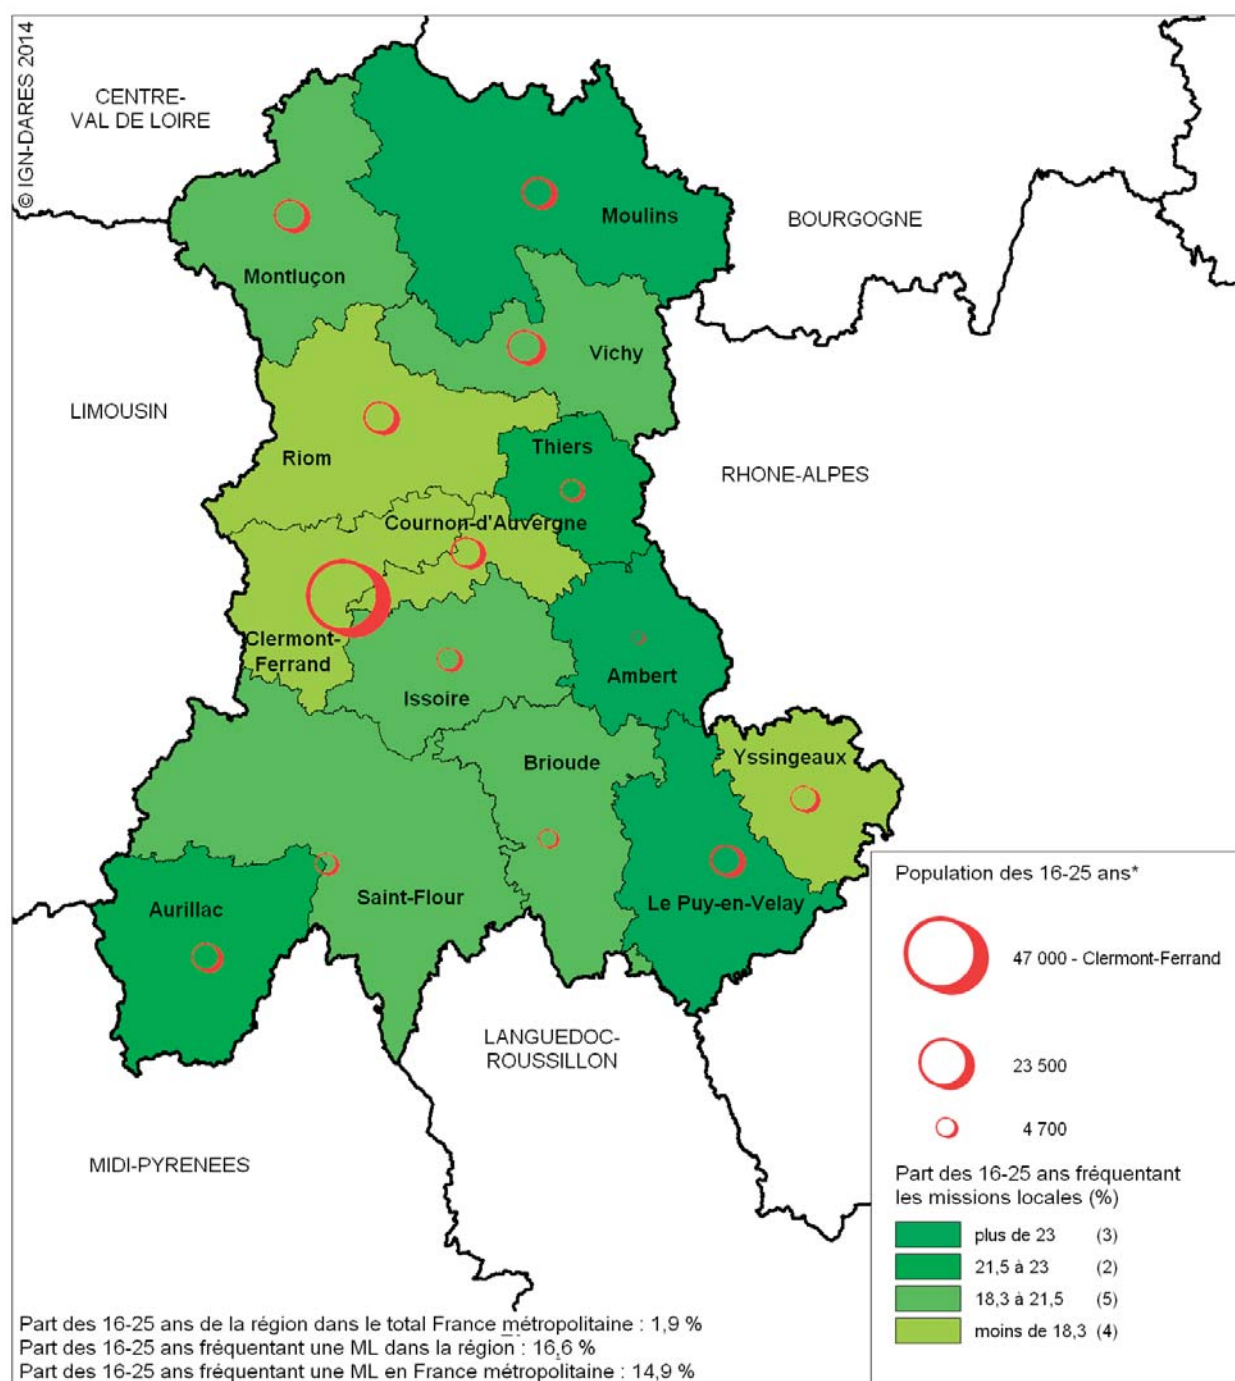 © IGN-DARES 2014
CENTRE-
VAL DE LOIRE
Moulins
BOURGOGNE
Montluçon
Vichy
LIMOUSIN
Thiers
Riom
RHONE-ALPES
Cournon-d'Auvergne
Clermont-
Ferrand
Ambert
Issoire
Brioude
Yssingeaux
Aurillac
Saint-Flour
Le Puy-en-Velay
LANGUEDOC-
ROUSSILLON
MIDI-PYRENEES
Population des 16-25 ans*
47 000 - Clermont-Ferrand
23 500
4 700
Part des 16-25 ans fréquentant
les missions locales (%)
plus de 23 (3)
21,5 à 23 (2)
18,3 à 21,5 (5)
moins de 18,3 (4)
Part des 16-25 ans de la région dans le total France métropolitaine : 1,9 %
Part des 16-25 ans fréquentant une ML dans la région : 16,6 %
Part des 16-25 ans fréquentant une ML en France métropolitaine : 14,9 %